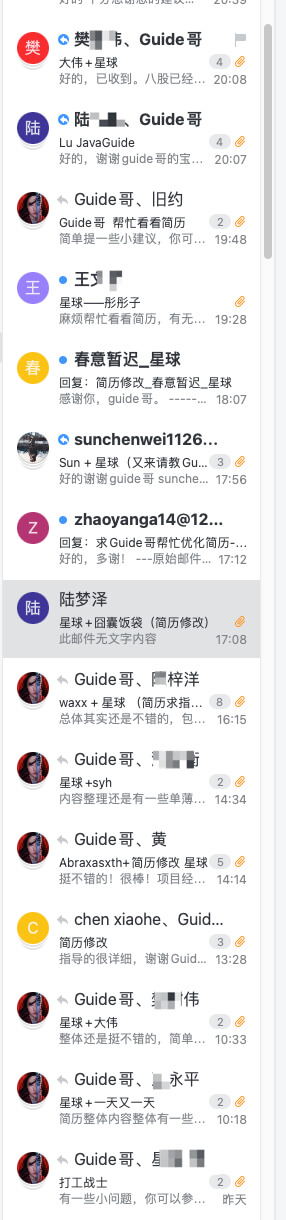 好的，十分感谢您的建议... 20:39
樊 樊 伟、Guide哥
大伟+星球 4
好的，已收到。八股已经... 20:08
陆 陆 、Guide哥
Lu JavaGuide 4
好的，谢谢guide哥的宝... 20:07
Guide哥、旧约
Guide哥 帮忙看看简历 2
简单提一些小建议，你可... 19:48
王 王文
星球——彤彤子
麻烦帮忙看看简历，有无... 19:28
春 春意暂迟_星球
回复：简历修改_春意暂迟_星球
感谢你，guide哥。 -----... 18:07
sunchenwei1126...
Sun + 星球（又来请教Gu... 3
好的谢谢guide哥 sunche... 17:56
Z zhaoyanga14@12...
回复：求Guide哥帮忙优化简历-...
好的，多谢！ ---原始邮件... 17:12
陆 陆梦泽
星球+囧囊饭袋（简历修改）
此邮件无文字内容 17:08
Guide哥、 梓洋
waxx + 星球 （简历求指... 8
总体其实还是不错的，包... 16:15
Guide哥、
星球+syh 2
内容整理还是有一些单薄... 14:34
Guide哥、黄
Abraxasxth+简历修改 星球 5
挺不错的！很棒！项目经... 14:14
C chen xiaohe、Guid...
简历修改 3
指导的很详细，谢谢Guid... 13:28
Guide哥、 伟
星球+大伟 2
整体还是挺不错的，简单... 10:33
Guide哥、 永平
星球+一天又一天 2
简历整体内容整体有一些... 10:18
Guide哥、
打工战士 2
有一些小问题，你可以参... 昨天